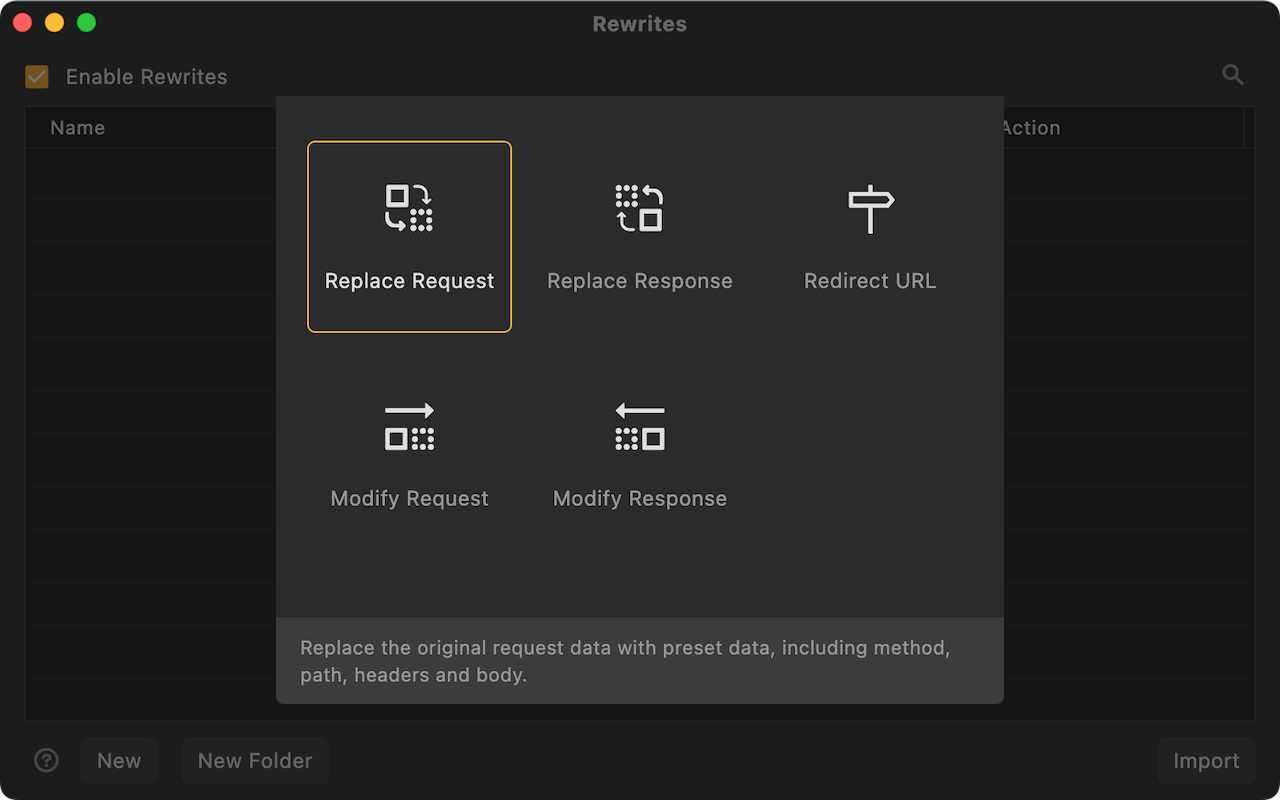 Rewrites
Enable Rewrites
Name
Action
Replace Request
Replace Response
Redirect URL
Modify Request
Modify Response
Replace the original request data with preset data, including method,
path, headers and body.
?
New
New Folder
Import